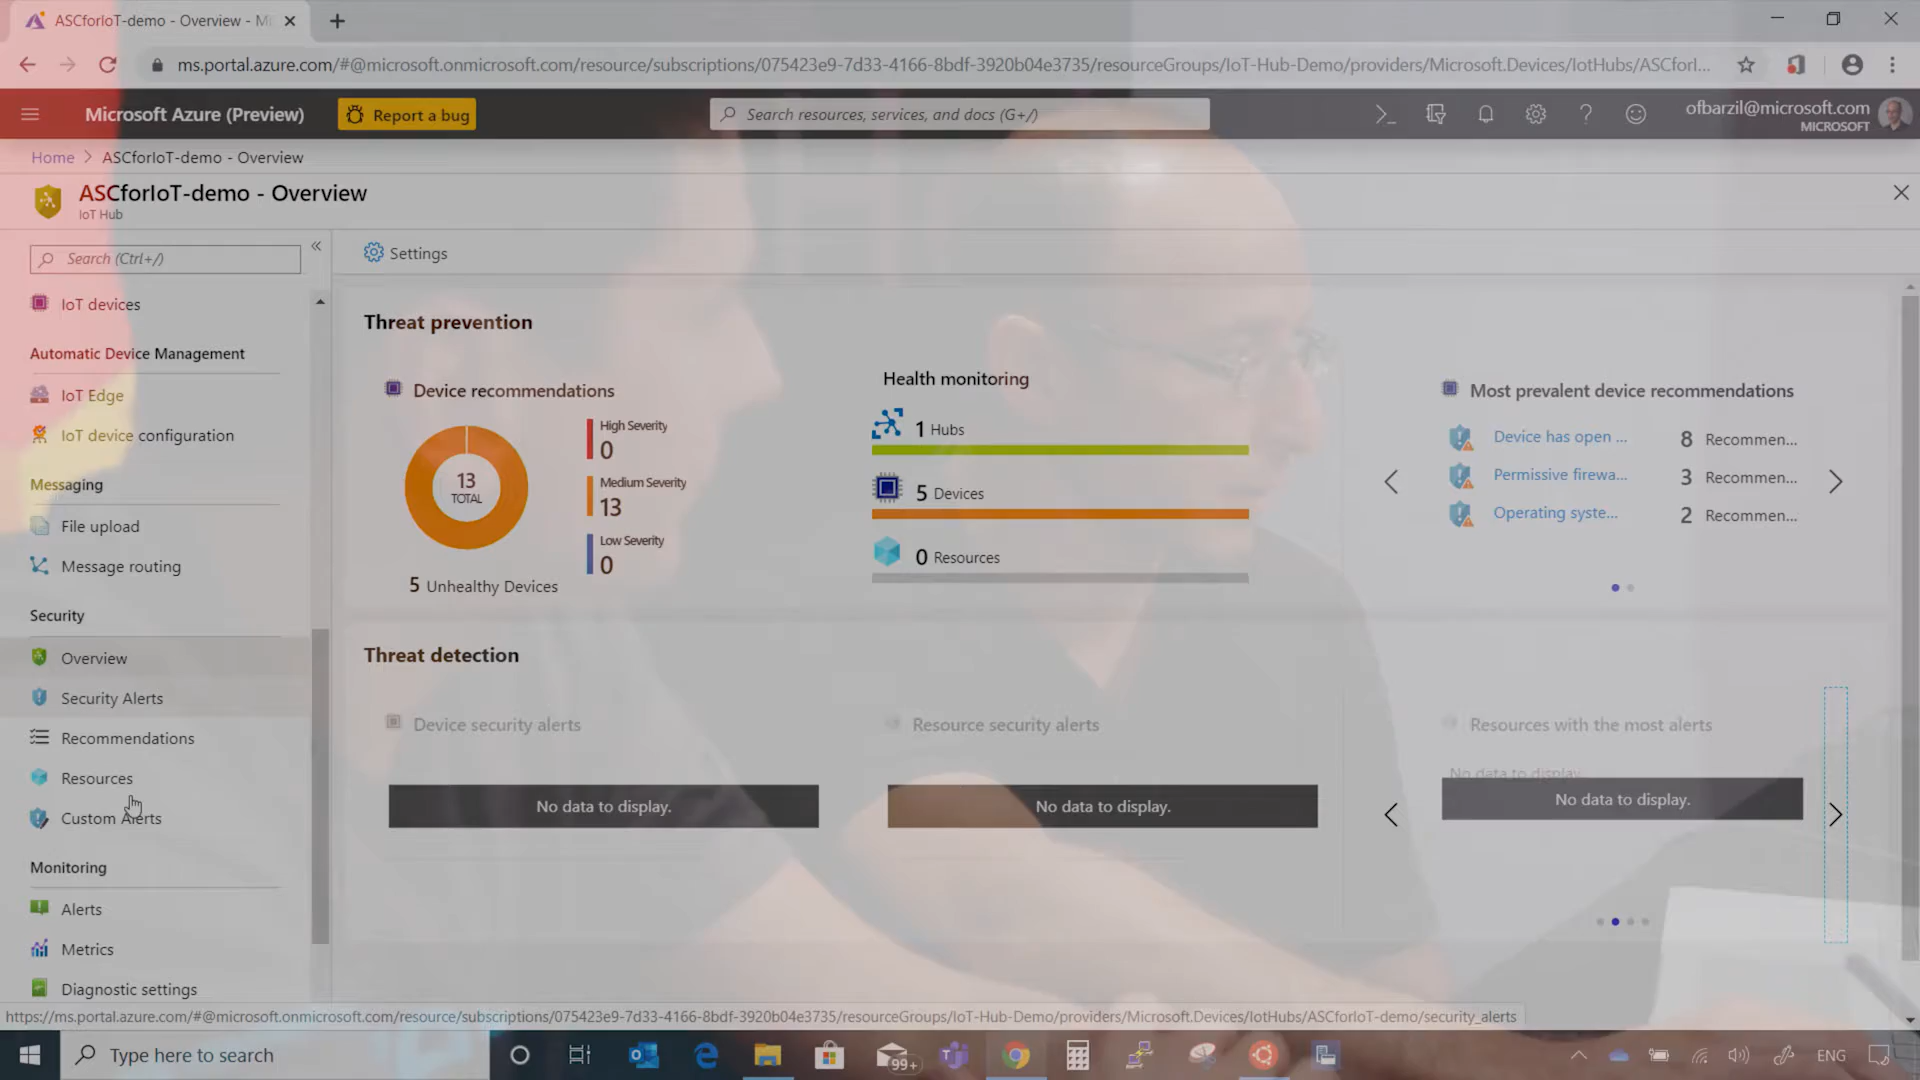 ASCforIoT-demo - Overview - M
ms.portal.azure.com/#@microsoft.onmicrosoft.com/resource/subscriptions/075423e9-7d33-4166-8bdf-3920b04e3735/resourceGroups/IoT-Hub-Demo/providers/Microsoft.Devices/IotHubs/ASCforI...
Microsoft Azure (Preview)
Report a bug
Search resources, services, and docs (G+/)
ofbarzil@microsoft.com
MICROSOFT
Home > ASCforIoT-demo - Overview
ASCforIoT-demo - Overview
IoT Hub
Search (Ctrl+/)
IoT devices
Automatic Device Management
IoT Edge
IoT device configuration
Messaging
File upload
Message routing
Security
Overview
Security Alerts
Recommendations
Resources
Custom Alerts
Monitoring
Alerts
Metrics
Diagnostic settings
Settings
Threat prevention
Device recommendations
13
TOTAL
High Severity
0
Medium Severity
13
Low Severity
0
5 Unhealthy Devices
Health monitoring
1 Hubs
5 Devices
0 Resources
Most prevalent device recommendations
Device has open ... 8 Recommen...
Permissive firewa... 3 Recommen...
Operating syste... 2 Recommen...
Threat detection
Device security alerts
No data to display.
Resource security alerts
No data to display.
Resources with the most alerts
No data to display.
No data to display.
https://ms.portal.azure.com/#@microsoft.onmicrosoft.com/resource/subscriptions/075423e9-7d33-4166-8bdf-3920b04e3735/resourceGroups/IoT-Hub-Demo/providers/Microsoft.Devices/IotHubs/ASCforIoT-demo/security_alerts
Type here to search
99+
ENG